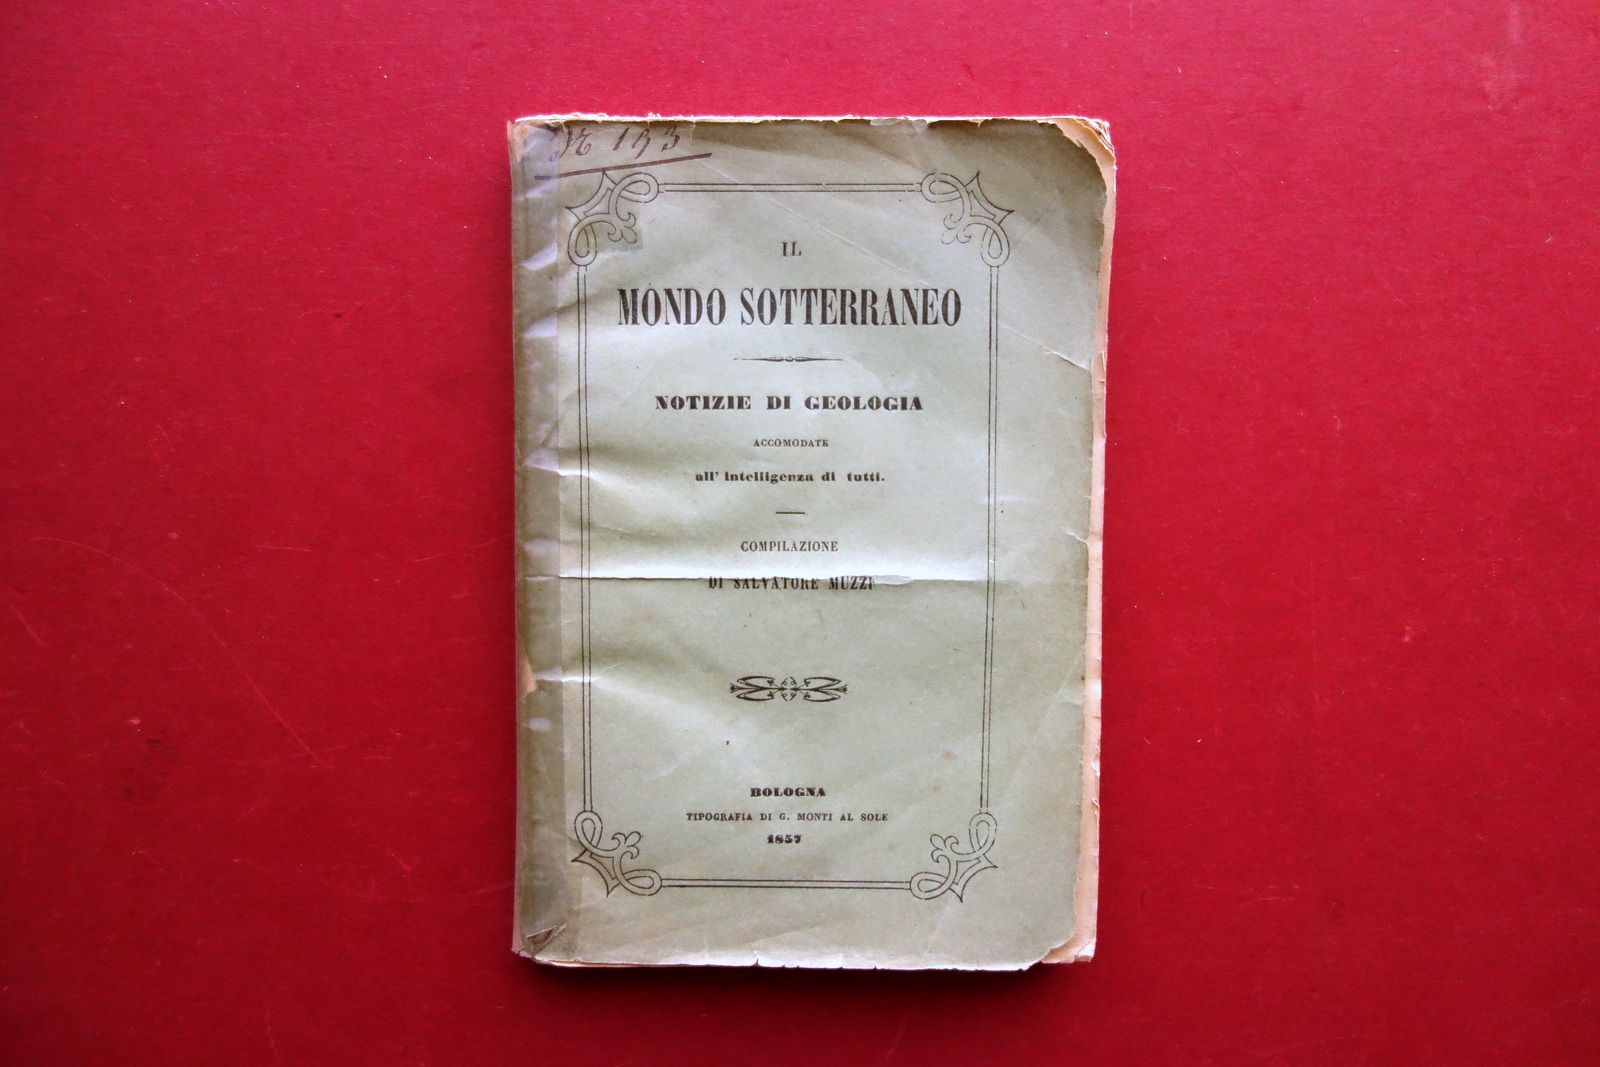 IL
MONDO SOTTERRANEO
NOTIZIE DI GEOLOGIA
ACCOMODATE
all' intelligenza di tutti.
COMPILAZIONE
DI SALVATORE MUZZI
BOLOGNA
TIPOGRAFIA DI G. MONTI AL SOLE
1857